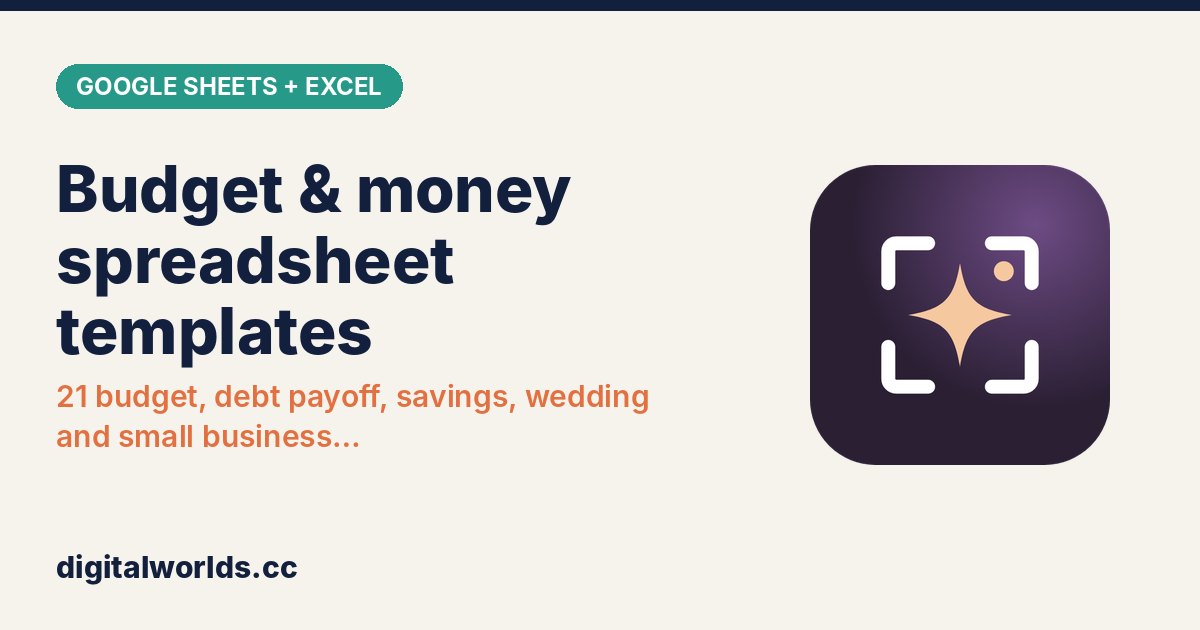 GOOGLE SHEETS + EXCEL
Budget & money
spreadsheet
templates
21 budget, debt payoff, savings, wedding
and small business...
digitalworlds.cc